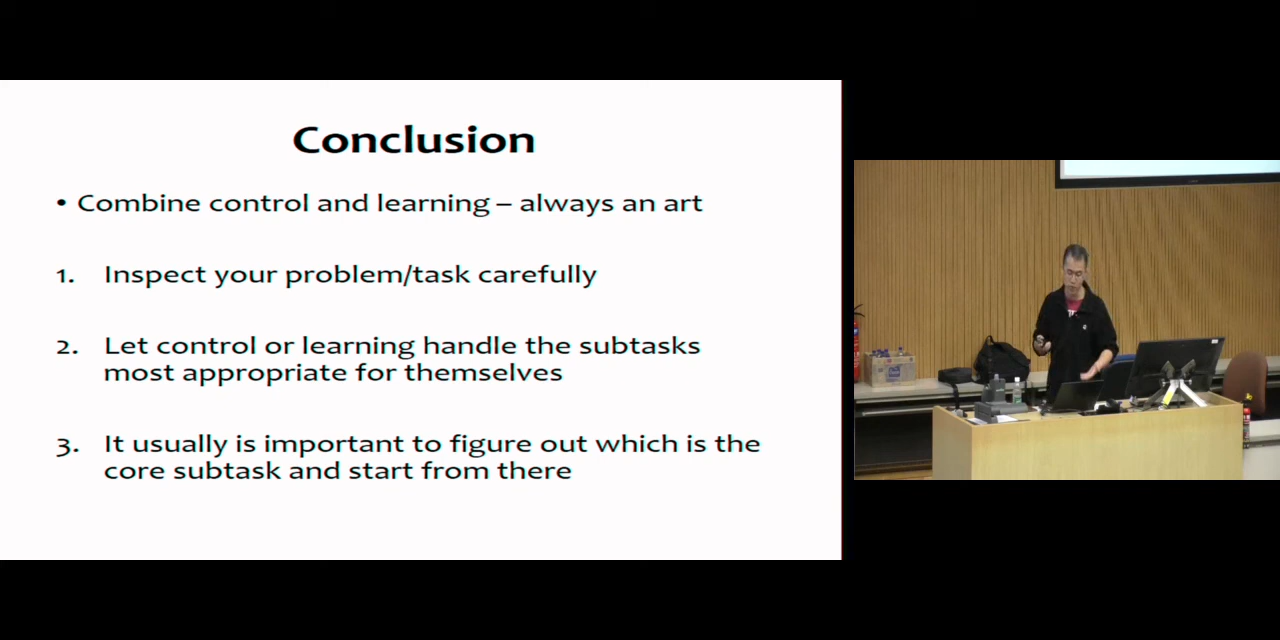 Conclusion
• Combine control and learning – always an art
1. Inspect your problem/task carefully
2. Let control or learning handle the subtasks
most appropriate for themselves
3. It usually is important to figure out which is the
core subtask and start from there